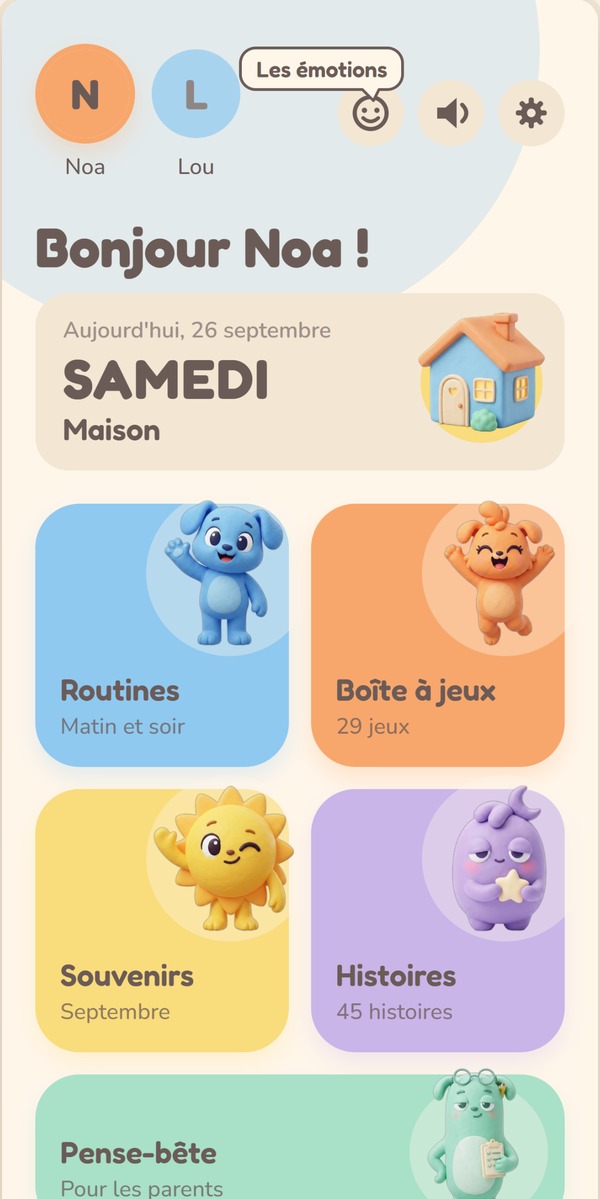 Les émotions
N
L
Noa
Lou
Bonjour Noa !
Aujourd'hui, 26 septembre
SAMEDI
Maison
Routines
Matin et soir
Boîte à jeux
29 jeux
Souvenirs
Septembre
Histoires
45 histoires
Pense-bête
Pour les parents